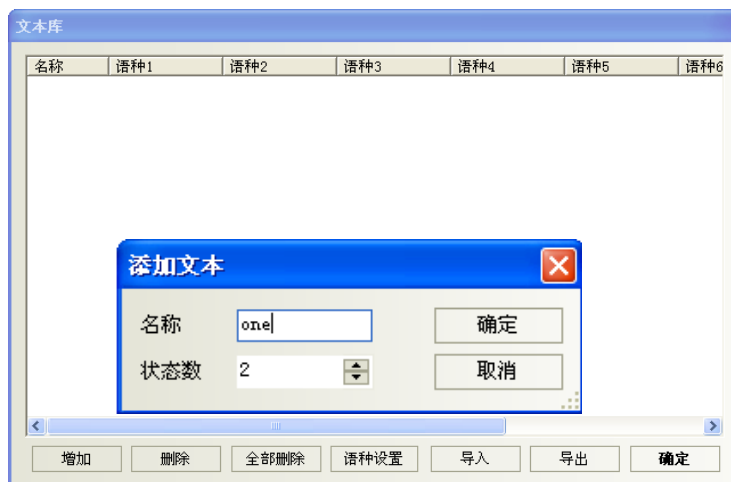 文本库
名称 语种1 语种2 语种3 语种4 语种5 语种6
添加文本
名称 one 确定
状态数 2 取消
增加 删除 全部删除 语种设置 导入 导出 确定